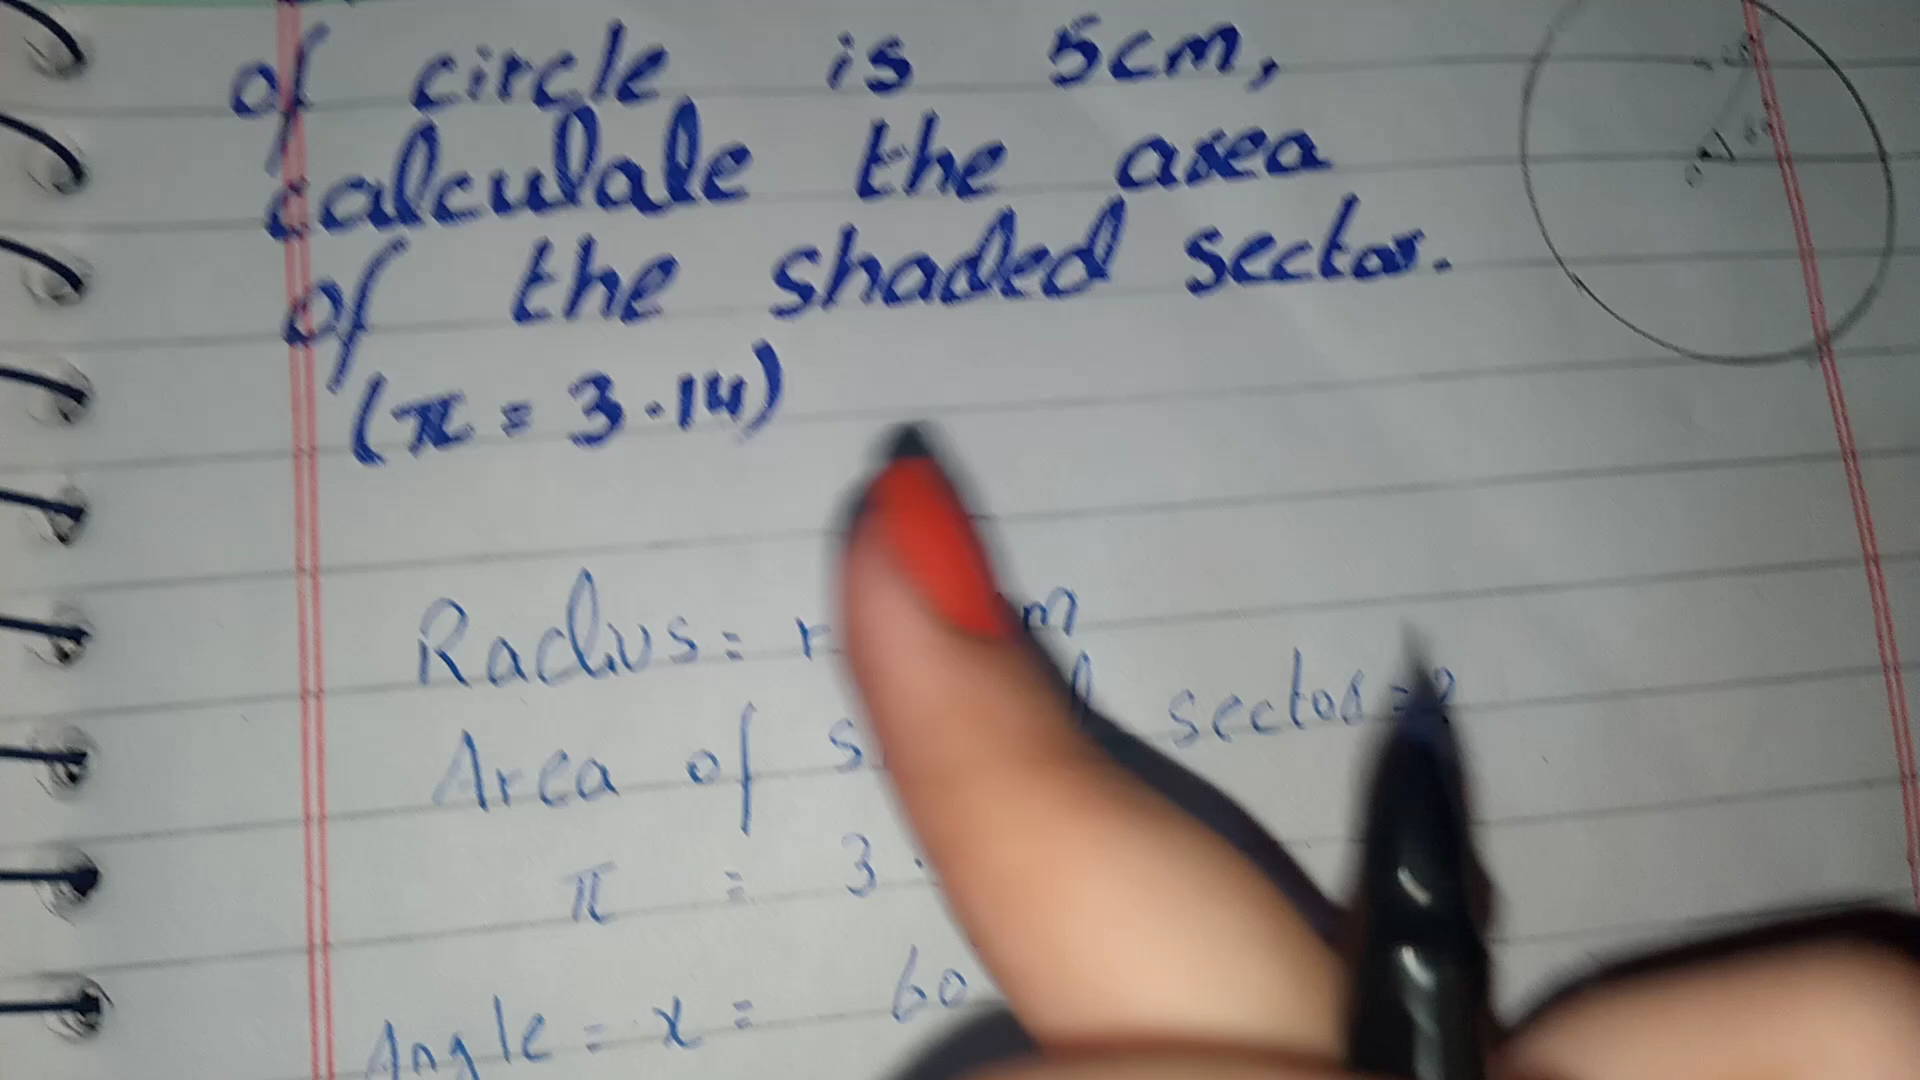 of circle is 5cm,
calculate the area
of the shaded sector.
(π = 3.14)
Radius = r m
Area of s sector = ?
π = 3.
Angle = x = 60